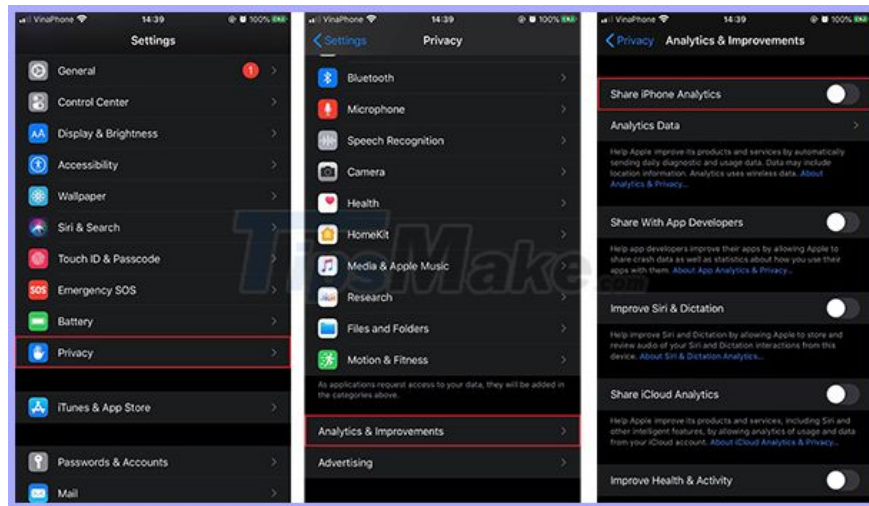 VinaPhone 14:39 100%
Settings
General 1
Control Center
AA Display & Brightness
Accessibility
Wallpaper
Siri & Search
Touch ID & Passcode
SOS Emergency SOS
Battery
Privacy
iTunes & App Store
Passwords & Accounts
Mail
VinaPhone 14:39 100%
Settings Privacy
Bluetooth
Microphone
Speech Recognition
Camera
Health
HomeKit
Media & Apple Music
Research
Files and Folders
Motion & Fitness
As applications request access to your data, they will be added in
the categories above.
Analytics & Improvements
Advertising
VinaPhone 14:39 100%
Privacy Analytics & Improvements
Share iPhone Analytics
Analytics Data
Help Apple improve its products and services by automatically
sending daily diagnostic and usage data. Data may include
location information. Analytics uses wireless data. About
Analytics & Privacy...
Share With App Developers
Help app developers improve their apps by allowing Apple to
share crash data as well as statistics about how you use their
apps with them. About App Analytics & Privacy...
Improve Siri & Dictation
Help improve Siri and Dictation by allowing Apple to store and
review audio of your Siri and Dictation interactions from this
device. About Siri & Dictation Analytics...
Share iCloud Analytics
Help Apple improve its products and services, including Siri and
other intelligent features, by allowing analytics of usage and data
from your iCloud account. About iCloud Analytics & Privacy...
Improve Health & Activity
TipsMake.com